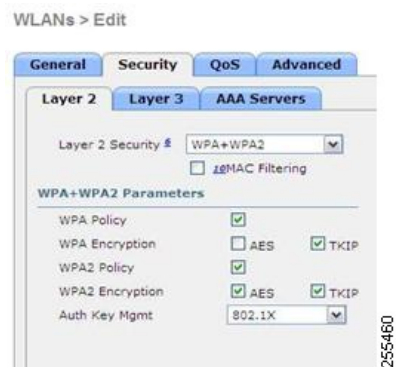 WLANs > Edit
General Security QoS Advanced
Layer 2 Layer 3 AAA Servers
Layer 2 Security 6 WPA+WPA2
10MAC Filtering
WPA+WPA2 Parameters
WPA Policy
WPA Encryption AES TKIP
WPA2 Policy
WPA2 Encryption AES TKIP
Auth Key Mgmt 802.1X
255460